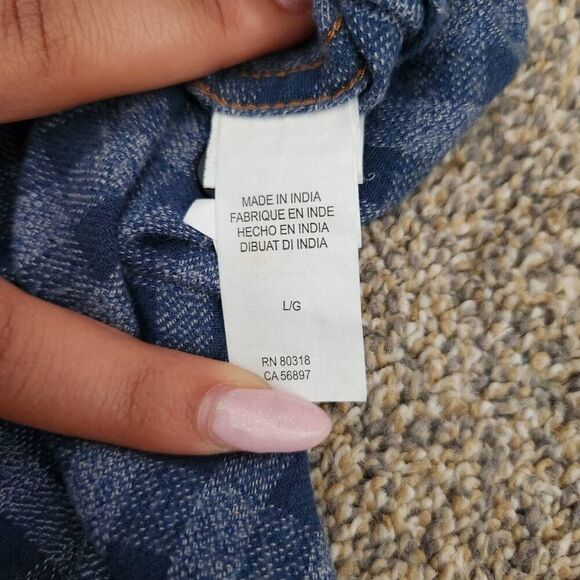 MADE IN INDIA
FABRIQUE EN INDE
HECHO EN INDIA
DIBUAT DI INDIA
L/G
RN 80318
CA 56897